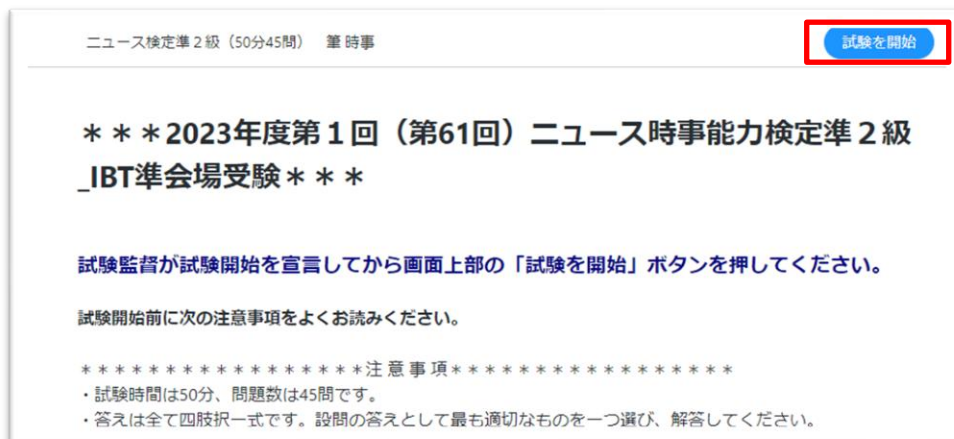 ニュース検定準2級（50分45問） 筆 時事
試験を開始
＊＊＊2023年度第１回（第61回）ニュース時事能力検定準２級
_IBT準会場受験＊＊＊
試験監督が試験開始を宣言してから画面上部の「試験を開始」ボタンを押してください。
試験開始前に次の注意事項をよくお読みください。
＊＊＊＊＊＊＊＊＊＊＊＊＊＊＊＊＊注 意 事 項＊＊＊＊＊＊＊＊＊＊＊＊＊＊＊＊＊
・試験時間は50分、問題数は45問です。
・答えは全て四肢択一式です。設問の答えとして最も適切なものを一つ選び、解答してください。